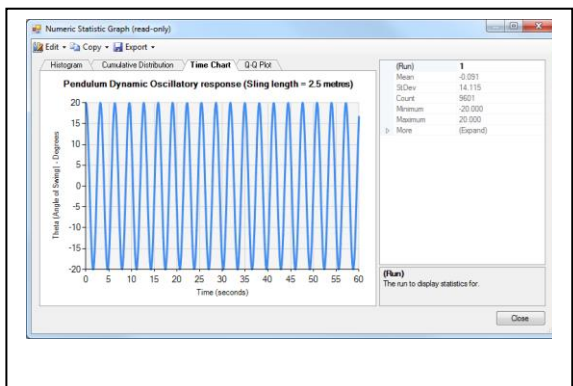 Numeric Statistic Graph (read-only)
Edit Copy Export
Histogram Cumulative Distribution Time Chart Q-Q Plot
Pendulum Dynamic Oscillatory response (Sling length = 2.5 metres)
Theta (Angle of Swing) - Degrees
20
15
10
5
0
-5
-10
-15
-20
0 5 10 15 20 25 30 35 40 45 50 55 60
Time (seconds)
(Run) 1
Mean -0.091
StDev 14.115
Count 9601
Minimum -20.000
Maximum 20.000
More (Expand)
(Run)
The run to display statistics for.
Close